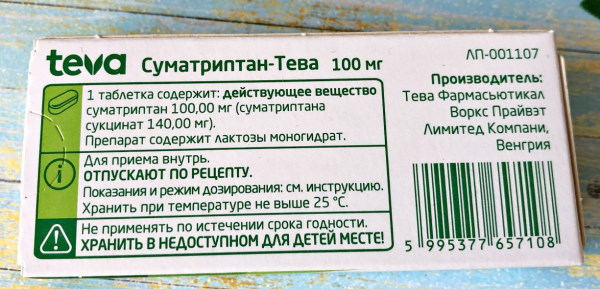 teva Суматриптан-Тева 100 мг
1 таблетка содержит: действующее вещество
суматриптан 100,00 мг (суматриптана
сукцинат 140,00 мг).
Препарат содержит лактозы моногидрат.
Для приема внутрь.
ОТПУСКАЮТ ПО РЕЦЕПТУ.
Показания и режим дозирования: см. инструкцию.
Хранить при температуре не выше 25 °C.
Не применять по истечении срока годности.
ХРАНИТЬ В НЕДОСТУПНОМ ДЛЯ ДЕТЕЙ МЕСТЕ!
ЛП-001107
Производитель:
Тева Фармасьютикал
Воркс Прайвэт
Лимитед Компани,
Венгрия
5 995377 657108